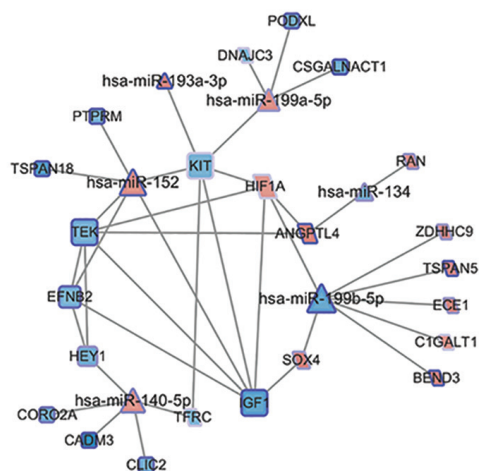 PODXL
DNAJC3
CSGALNACT1
hsa-miR-193a-3p
hsa-miR-199a-5p
PTPRM
TSPAN18
hsa-miR-152
KIT
HIF1A
RAN
hsa-miR-134
TEK
ANGPTL4
ZDHHC9
TSPAN5
EFNB2
hsa-miR-199b-5p
ECE1
C1GALT1
HEY1
SOX4
BEND3
hsa-miR-140-5p
IGF1
CORO2A
TFRC
CADM3
CLIC2